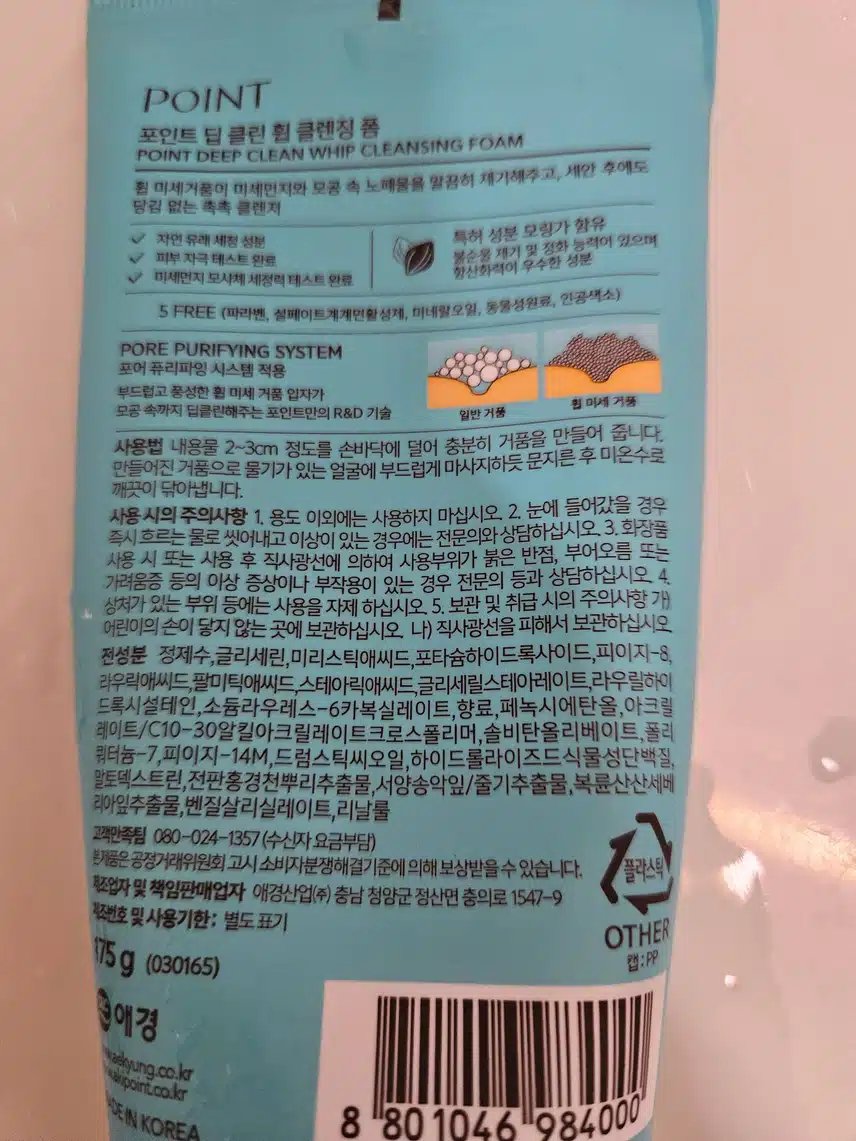 POINT
포인트 딥 클린 휩 클렌징 폼
POINT DEEP CLEAN WHIP CLEANSING FOAM
휩 미세거품이 미세먼지와 모공 속 노폐물을 말끔히 제거해주고, 세안 후에도
당김 없는 촉촉 클렌저
자연 유래 세정 성분
피부 자극 테스트 완료
미세먼지 모사체 세정력 테스트 완료
특허 성분 모링가 함유
불순물 제거 및 정화 능력이 있으며
항산화력이 우수한 성분
5 FREE (파라벤, 설페이트계계면활성제, 미네랄오일, 동물성원료, 인공색소)
PORE PURIFYING SYSTEM
포어 퓨리파잉 시스템 적용
부드럽고 풍성한 휩 미세 거품 입자가
모공 속까지 딥클린해주는 포인트만의 R&D 기술
일반 거품
휩 미세 거품
사용법 내용물 2~3cm 정도를 손바닥에 덜어 충분히 거품을 만들어 줍니다.
만들어진 거품으로 물기가 있는 얼굴에 부드럽게 마사지하듯 문지른 후 미온수로
깨끗이 닦아냅니다.
사용 시의 주의사항 1. 용도 이외에는 사용하지 마십시오. 2. 눈에 들어갔을 경우
즉시 흐르는 물로 씻어내고 이상이 있는 경우에는 전문의와 상담하십시오. 3. 화장품
사용 시 또는 사용 후 직사광선에 의하여 사용부위가 붉은 반점, 부어오름 또는
가려움증 등의 이상 증상이나 부작용이 있는 경우 전문의 등과 상담하십시오. 4.
상처가 있는 부위 등에는 사용을 자제 하십시오. 5. 보관 및 취급 시의 주의사항 가)
어린이의 손이 닿지 않는 곳에 보관하십시오. 나) 직사광선을 피해서 보관하십시오.
전성분 정제수,글리세린,미리스틱애씨드,포타슘하이드록사이드,피이지-8,
라우릭애씨드,팔미틱애씨드,스테아릭애씨드,글리세릴스테아레이트,라우릴하이
드록시설테인,소듐라우레스-6카복실레이트,향료,페녹시에탄올,아크릴
레이트/C10-30알킬아크릴레이트크로스폴리머,솔비탄올리베이트,폴리
쿼터늄-7,피이지-14M,드럼스틱씨오일,하이드롤라이즈드식물성단백질,
말토덱스트린,전판홍경천뿌리추출물,서양송악잎/줄기추출물,복륜산산세베
리아잎추출물,벤질살리실레이트,리날룰
고객만족팀 080-024-1357 (수신자 요금부담)
본 제품은 공정거래위원회 고시 소비자분쟁해결기준에 의해 보상받을 수 있습니다.
제조업자 및 책임판매업자 애경산업(주) 충남 청양군 정산면 충의로 1547-9
제조번호 및 사용기한: 별도 표기
175g (030165)
플라스틱
OTHER
캡:PP
애경
www.aekyung.co.kr
www.akpoint.co.kr
MADE IN KOREA
8 801046 984000